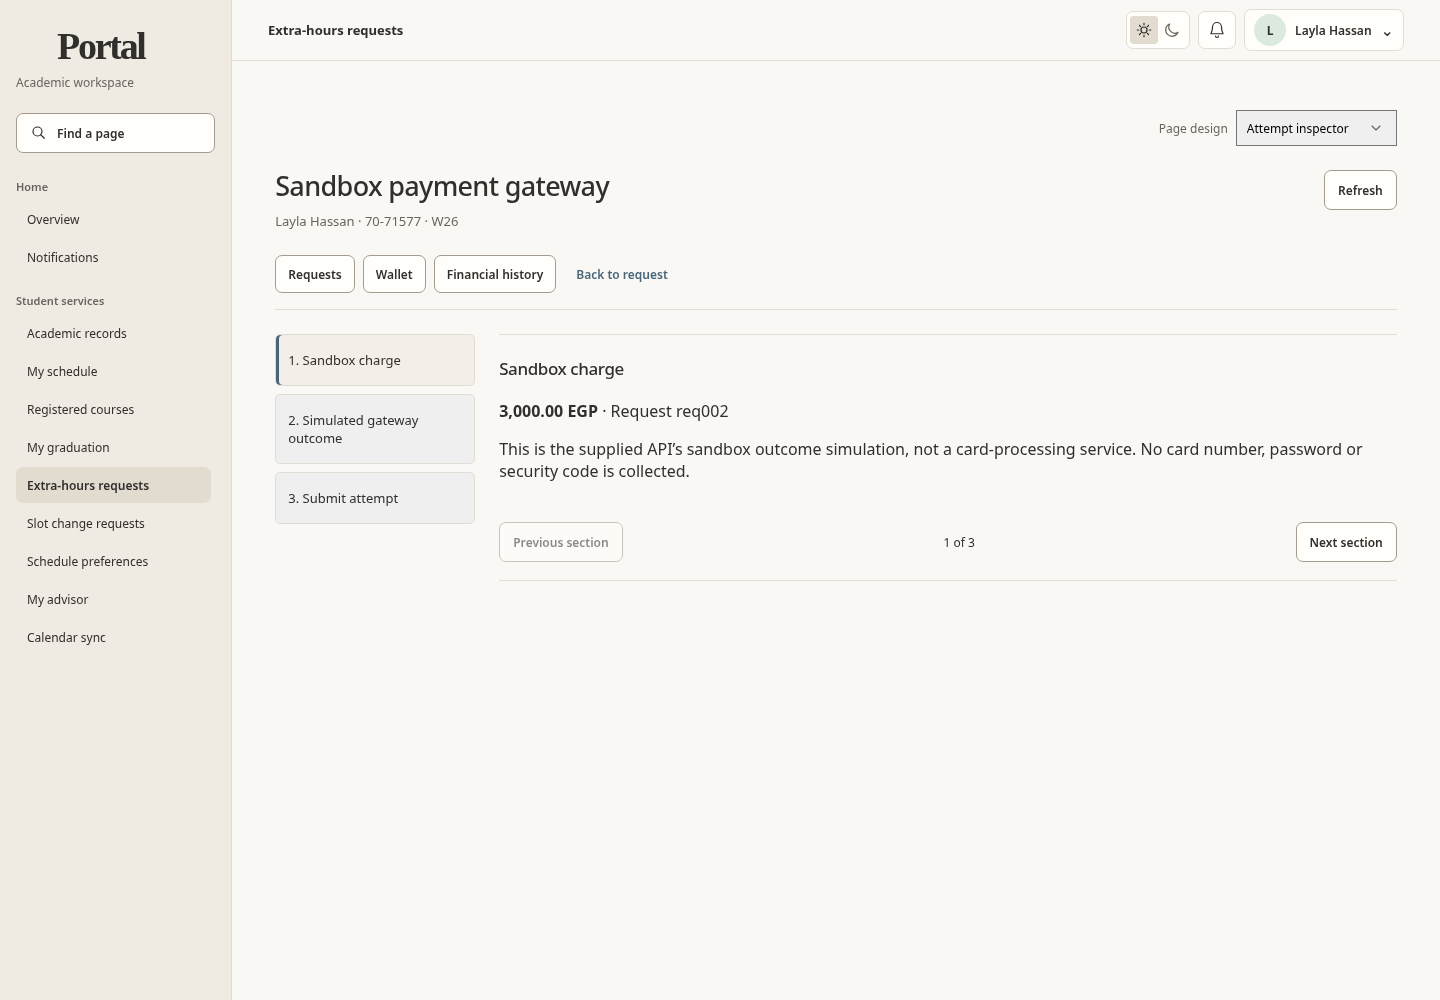 Portal
Academic workspace
Find a page
Home
Overview
Notifications
Student services
Academic records
My schedule
Registered courses
My graduation
Extra-hours requests
Slot change requests
Schedule preferences
My advisor
Calendar sync
Extra-hours requests
L
Layla Hassan
Page design
Attempt inspector
Sandbox payment gateway
Refresh
Layla Hassan · 70-71577 · W26
Requests
Wallet
Financial history
Back to request
1. Sandbox charge
2. Simulated gateway
outcome
3. Submit attempt
Sandbox charge
3,000.00 EGP · Request req002
This is the supplied API’s sandbox outcome simulation, not a card-processing service. No card number, password or
security code is collected.
Previous section
1 of 3
Next section